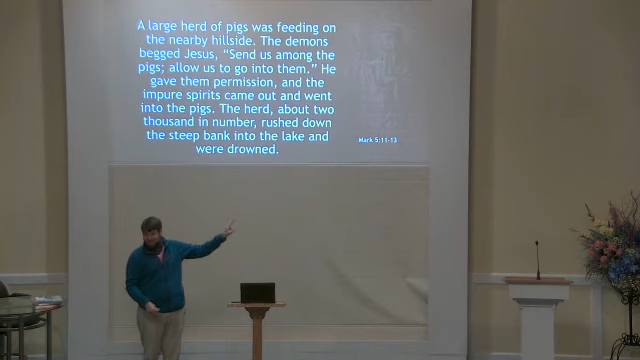 A large herd of pigs was feeding on
the nearby hillside. The demons
begged Jesus, “Send us among the
pigs; allow us to go into them.” He
gave them permission, and the
impure spirits came out and went
into the pigs. The herd, about two
thousand in number, rushed down
the steep bank into the lake and
were drowned.
Mark 5:11-13